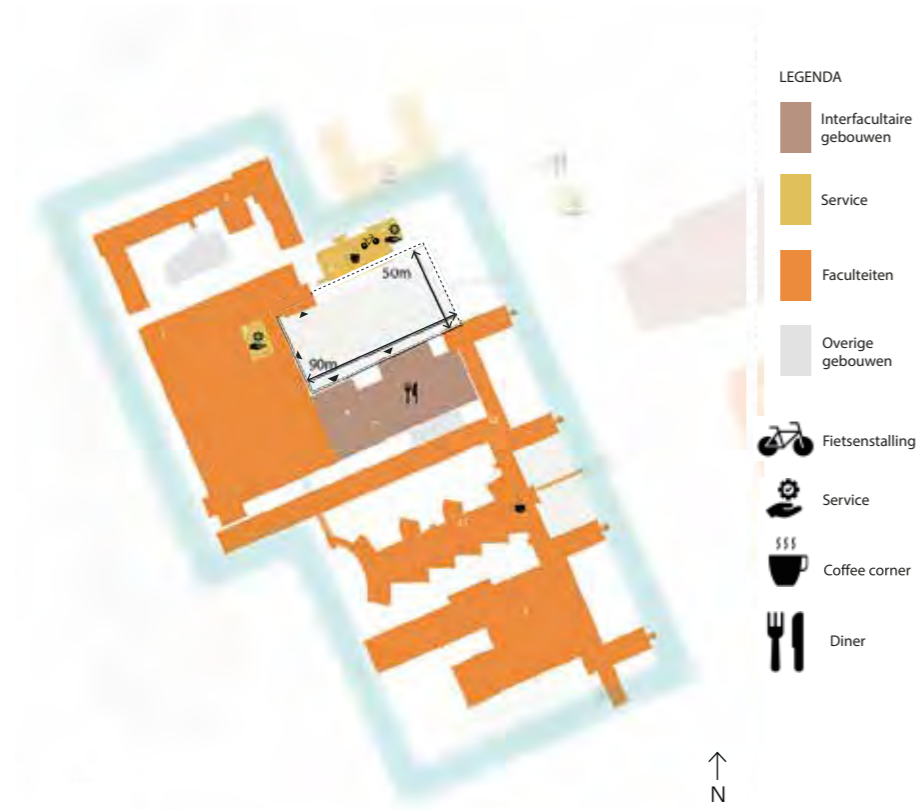 LEGENDA
Interfacultaire
gebouwen
Service
Faculteiten
Overige
gebouwen
Fietsenstalling
Service
Coffee corner
Diner
50m
90m
N